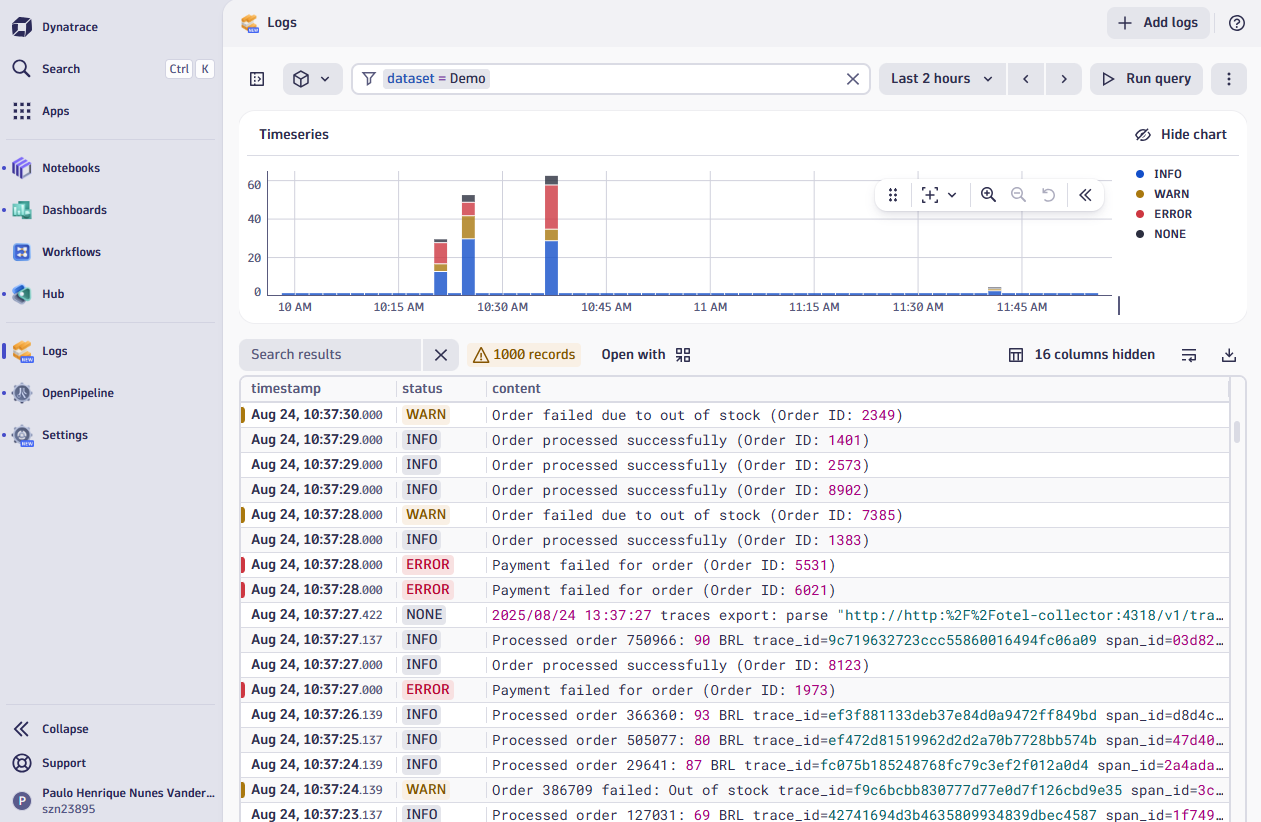 Dynatrace
Search Ctrl K
Apps
Notebooks
Dashboards
Workflows
Hub
Logs
NEW
OpenPipeline
Settings
NEW
Collapse
Support
P
Paulo Henrique Nunes Vander...
szn23895
NEW
Logs
Add logs
dataset = Demo
Last 2 hours
Run query
Timeseries
Hide chart
60
40
20
0
10 AM 10:15 AM 10:30 AM 10:45 AM 11 AM 11:15 AM 11:30 AM 11:45 AM
INFO
WARN
ERROR
NONE
Search results
1000 records
Open with
16 columns hidden
timestamp status content
Aug 24, 10:37:30.000 WARN Order failed due to out of stock (Order ID: 2349)
Aug 24, 10:37:29.000 INFO Order processed successfully (Order ID: 1401)
Aug 24, 10:37:29.000 INFO Order processed successfully (Order ID: 2573)
Aug 24, 10:37:29.000 INFO Order processed successfully (Order ID: 8902)
Aug 24, 10:37:28.000 WARN Order failed due to out of stock (Order ID: 7385)
Aug 24, 10:37:28.000 INFO Order processed successfully (Order ID: 1383)
Aug 24, 10:37:28.000 ERROR Payment failed for order (Order ID: 5531)
Aug 24, 10:37:28.000 ERROR Payment failed for order (Order ID: 6021)
Aug 24, 10:37:27.422 NONE 2025/08/24 13:37:27 traces export: parse "http://http:%2F%2Fotel-collector:4318/v1/tra…
Aug 24, 10:37:27.137 INFO Processed order 750966: 90 BRL trace_id=9c719632723ccc55860016494fc06a09 span_id=03d82…
Aug 24, 10:37:27.000 INFO Order processed successfully (Order ID: 8123)
Aug 24, 10:37:27.000 ERROR Payment failed for order (Order ID: 1973)
Aug 24, 10:37:26.139 INFO Processed order 366360: 93 BRL trace_id=ef3f881133deb37e84d0a9472ff849bd span_id=d8d4c…
Aug 24, 10:37:25.137 INFO Processed order 505077: 80 BRL trace_id=ef472d81519962d2d2a70b7728bb574b span_id=47d40…
Aug 24, 10:37:24.139 INFO Processed order 29641: 87 BRL trace_id=fc075b185248768fc79c3ef2f012a0d4 span_id=2a4ada…
Aug 24, 10:37:24.139 WARN Order 386709 failed: Out of stock trace_id=f9c6bcbb830777d77e0d7f126cbd9e35 span_id=3c…
Aug 24, 10:37:23.137 INFO Processed order 127031: 69 BRL trace_id=42741694d3b4635809934839dbec4587 span_id=1f749…